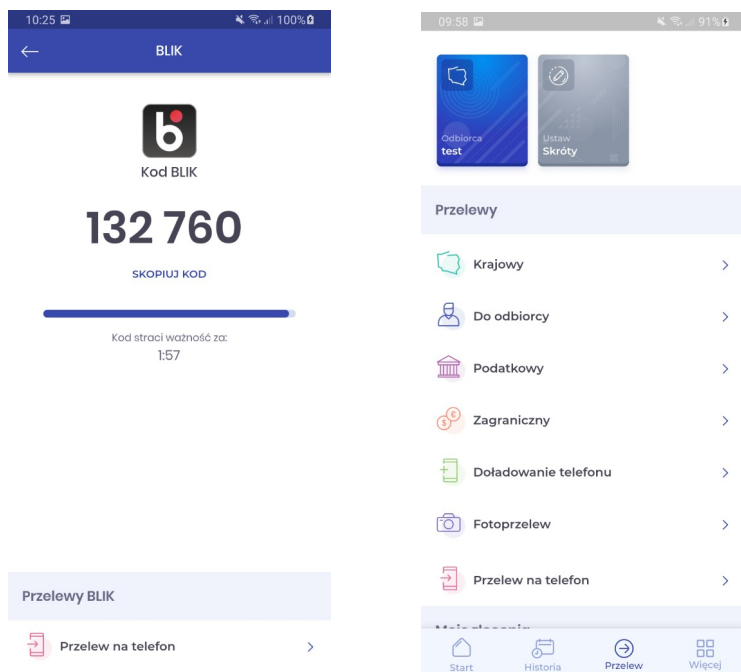 10:25
100%
BLIK
Kod BLIK
132 760
SKOPIUJ KOD
Kod straci ważność za:
1:57
Przelewy BLIK
Przelew na telefon
09:58
91%
Odbiorca
test
Ustaw
Skróty
Przelewy
Krajowy
Do odbiorcy
Podatkowy
Zagraniczny
Doładowanie telefonu
Fotoprzelew
Przelew na telefon
Start
Historia
Przelew
Więcej